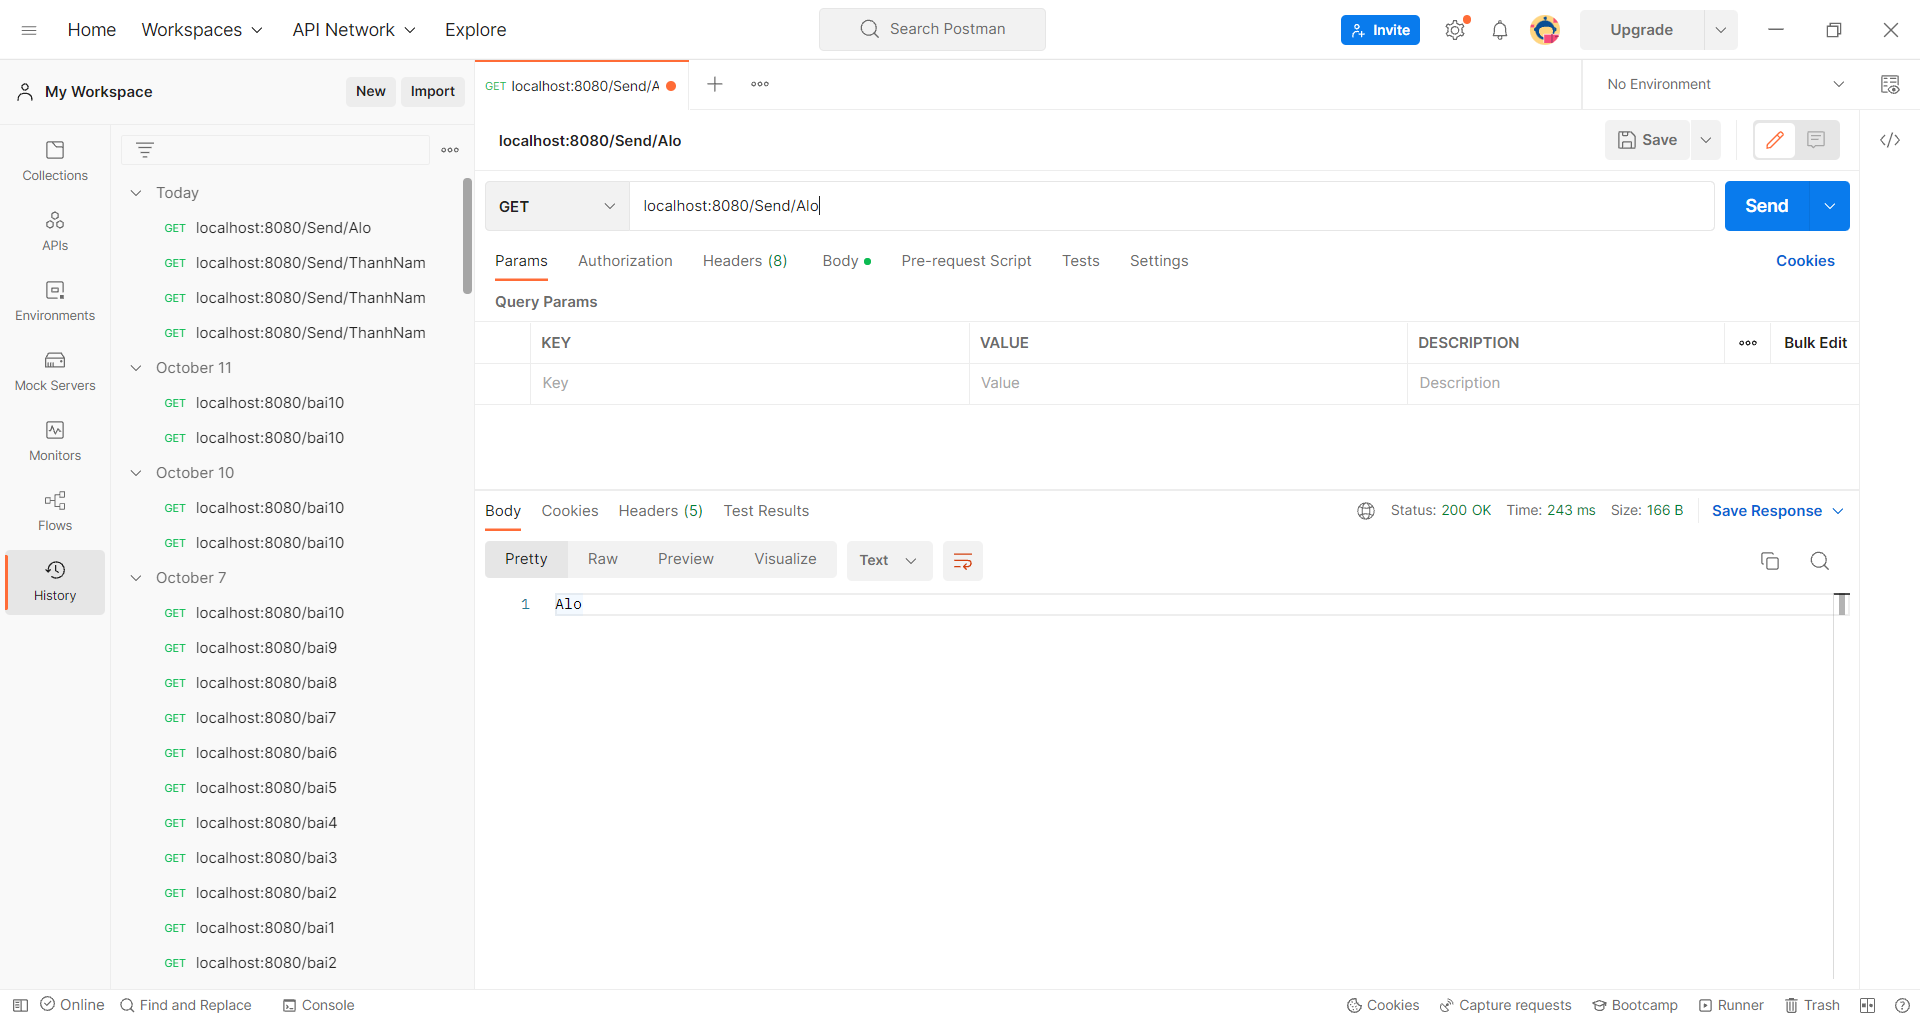 Home Workspaces API Network Explore Search Postman Invite Upgrade
My Workspace New Import
GET localhost:8080/Send/A No Environment
localhost:8080/Send/Alo Save
GET localhost:8080/Send/Alo Send
Params Authorization Headers (8) Body Pre-request Script Tests Settings Cookies
Query Params
KEY VALUE DESCRIPTION Bulk Edit
Key Value Description
Body Cookies Headers (5) Test Results Status: 200 OK Time: 243 ms Size: 166 B Save Response
Pretty Raw Preview Visualize Text
1 Alo
Collections
APIs
Environments
Mock Servers
Monitors
Flows
History
Today
GET localhost:8080/Send/Alo
GET localhost:8080/Send/ThanhNam
GET localhost:8080/Send/ThanhNam
GET localhost:8080/Send/ThanhNam
October 11
GET localhost:8080/bai10
GET localhost:8080/bai10
October 10
GET localhost:8080/bai10
GET localhost:8080/bai10
October 7
GET localhost:8080/bai10
GET localhost:8080/bai9
GET localhost:8080/bai8
GET localhost:8080/bai7
GET localhost:8080/bai6
GET localhost:8080/bai5
GET localhost:8080/bai4
GET localhost:8080/bai3
GET localhost:8080/bai2
GET localhost:8080/bai1
GET localhost:8080/bai2
Online Find and Replace Console Cookies Capture requests Bootcamp Runner Trash